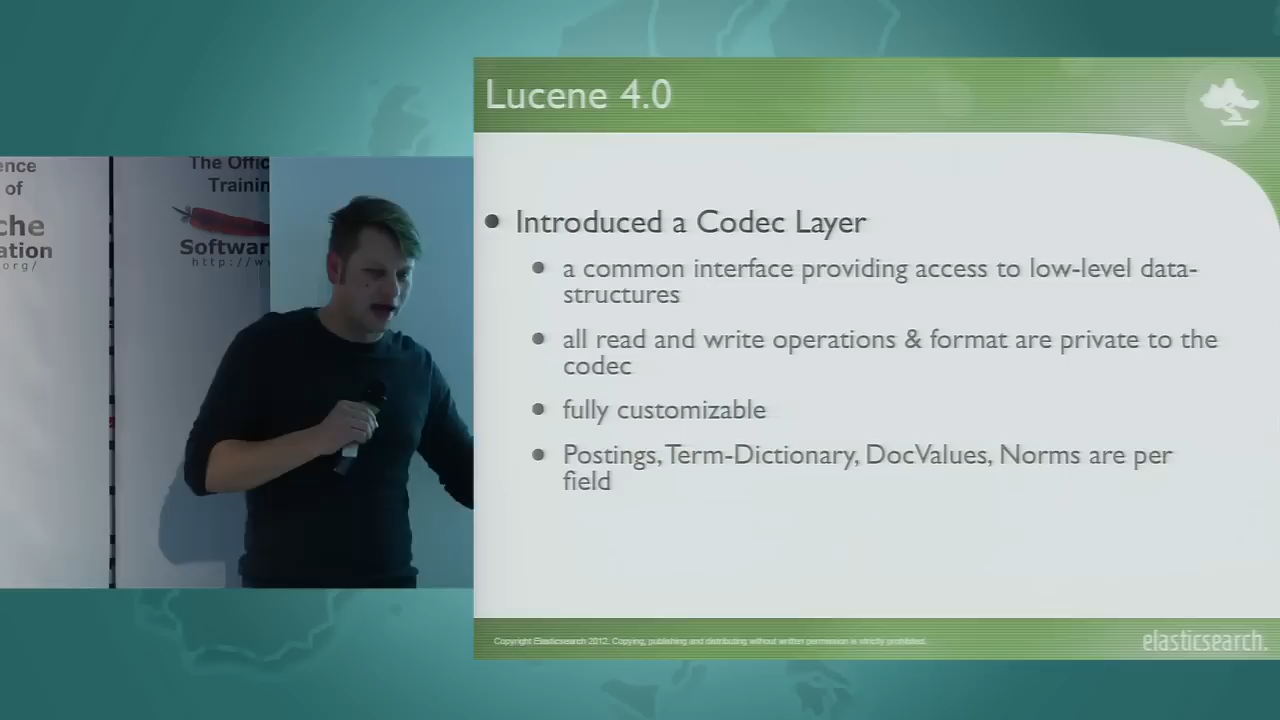 ence
of
che
ation
org/
The Offic
Trainin
Softwar
http://w
Lucene 4.0
Introduced a Codec Layer
a common interface providing access to low-level data-
structures
all read and write operations & format are private to the
codec
fully customizable
Postings, Term-Dictionary, DocValues, Norms are per
field
Copyright Elasticsearch 2012. Copying, publishing and distributing without written permission is strictly prohibited.
elasticsearch.